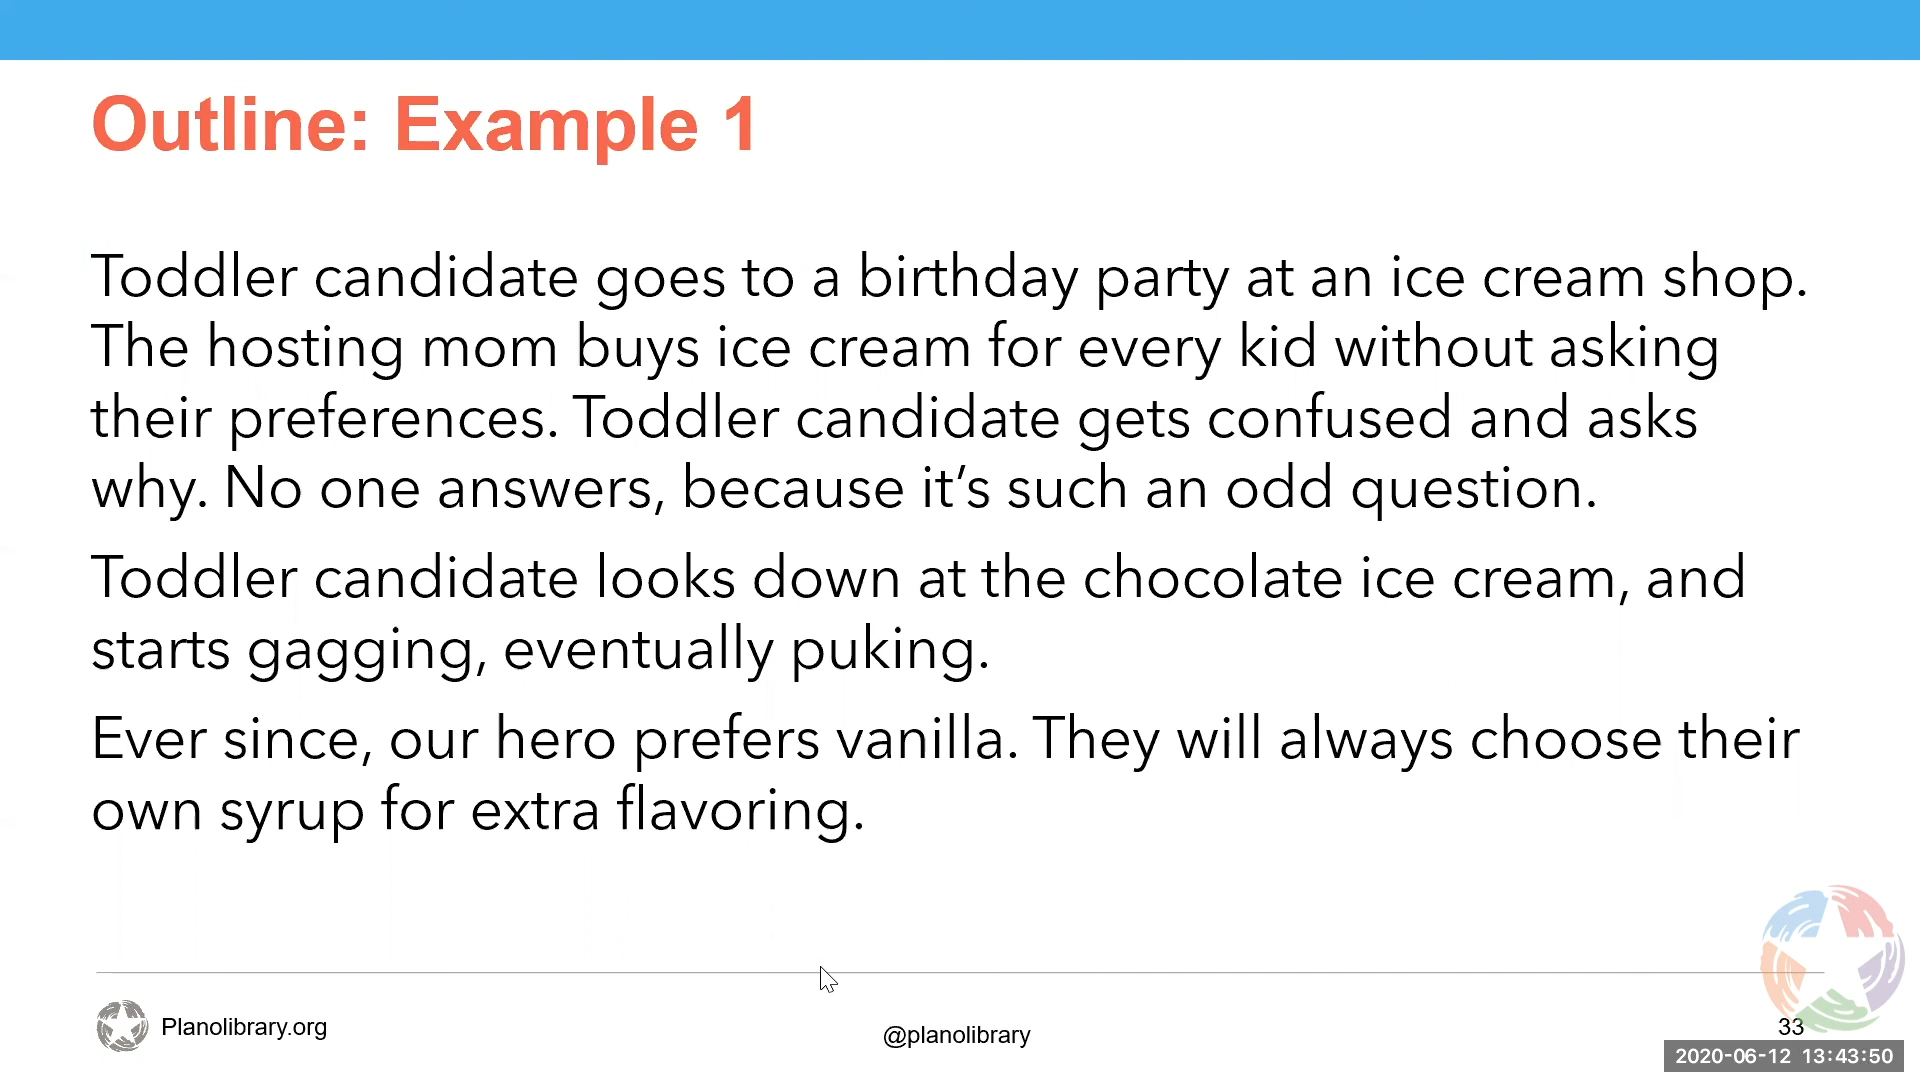 Outline: Example 1
Toddler candidate goes to a birthday party at an ice cream shop.
The hosting mom buys ice cream for every kid without asking
their preferences. Toddler candidate gets confused and asks
why. No one answers, because it’s such an odd question.
Toddler candidate looks down at the chocolate ice cream, and
starts gagging, eventually puking.
Ever since, our hero prefers vanilla. They will always choose their
own syrup for extra flavoring.
Planolibrary.org
@planolibrary
33
2020-06-12 13:43:50